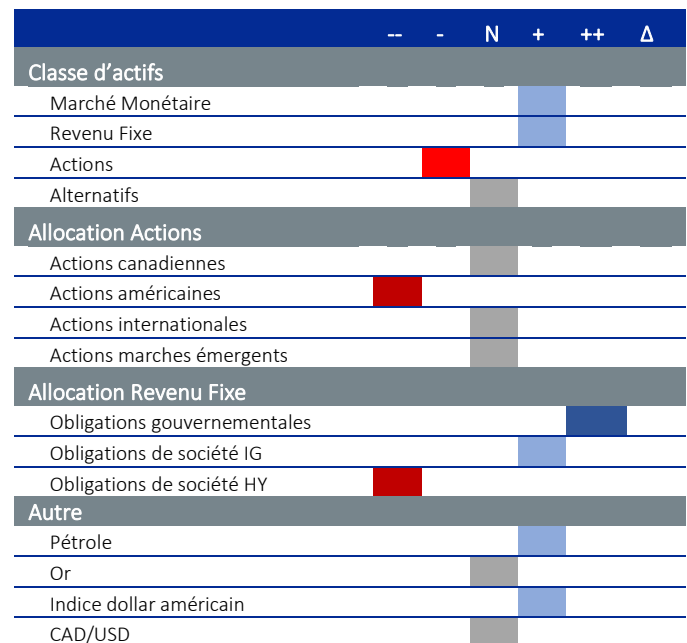 -- - N + ++ Δ
Classe d'actifs
Marché Monétaire
Revenu Fixe
Actions
Alternatifs
Allocation Actions
Actions canadiennes
Actions américaines
Actions internationales
Actions marches émergents
Allocation Revenu Fixe
Obligations gouvernementales
Obligations de société IG
Obligations de société HY
Autre
Pétrole
Or
Indice dollar américain
CAD/USD